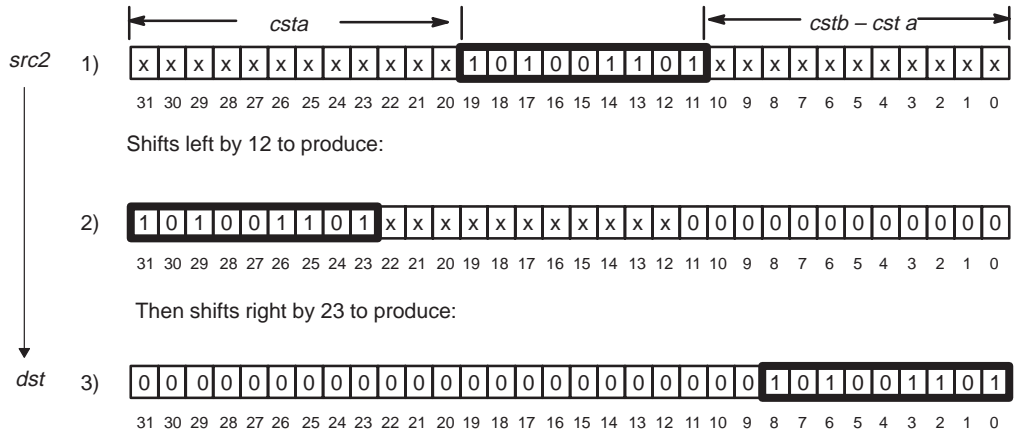 csta cstb – cst a
src2 1) x x x x x x x x x x x x 1 0 1 0 0 1 1 0 1 x x x x x x x x x x x
31 30 29 28 27 26 25 24 23 22 21 20 19 18 17 16 15 14 13 12 11 10 9 8 7 6 5 4 3 2 1 0
Shifts left by 12 to produce:
2) 1 0 1 0 0 1 1 0 1 x x x x x x x x x x x 0 0 0 0 0 0 0 0 0 0 0 0
31 30 29 28 27 26 25 24 23 22 21 20 19 18 17 16 15 14 13 12 11 10 9 8 7 6 5 4 3 2 1 0
Then shifts right by 23 to produce:
dst 3) 0 0 0 0 0 0 0 0 0 0 0 0 0 0 0 0 0 0 0 0 0 0 0 1 0 1 0 0 1 1 0 1
31 30 29 28 27 26 25 24 23 22 21 20 19 18 17 16 15 14 13 12 11 10 9 8 7 6 5 4 3 2 1 0